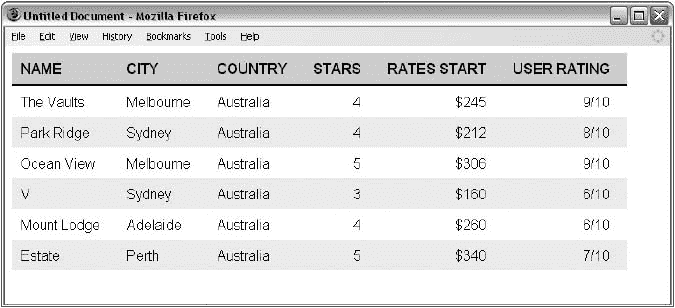 Untitled Document - Mozilla Firefox
File Edit View History Bookmarks Tools Help
NAME CITY COUNTRY STARS RATES START USER RATING
The Vaults Melbourne Australia 4 $245 9/10
Park Ridge Sydney Australia 4 $212 8/10
Ocean View Melbourne Australia 5 $306 9/10
V Sydney Australia 3 $160 6/10
Mount Lodge Adelaide Australia 4 $260 6/10
Estate Perth Australia 5 $340 7/10